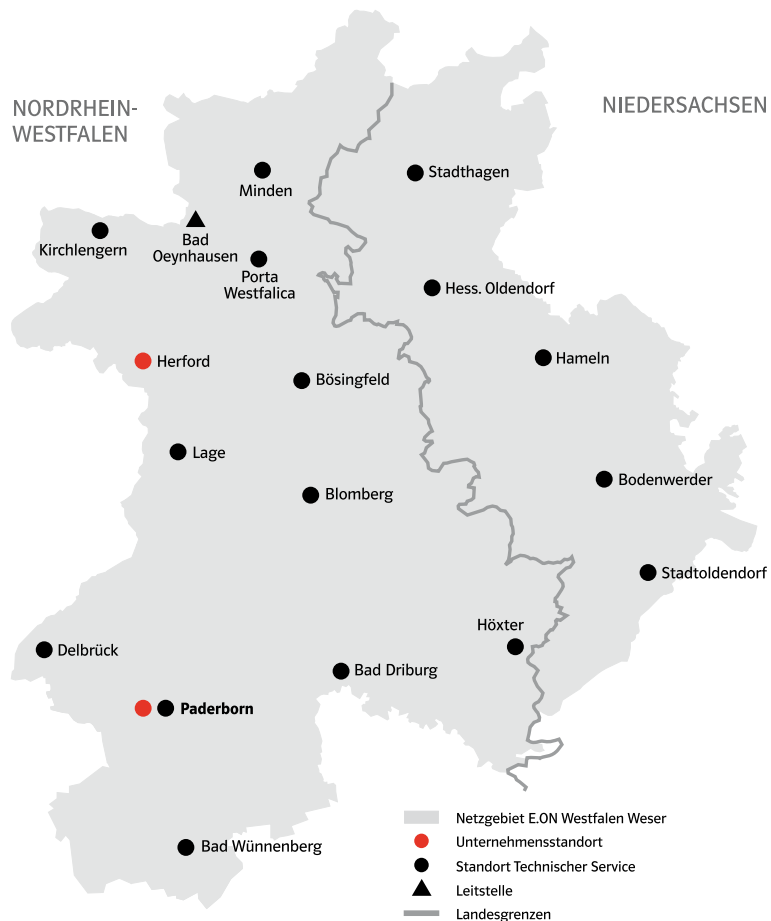 NORDRHEIN-
WESTFALEN
NIEDERSACHSEN
Minden
Stadthagen
Kirchlengern
Bad
Oeynhausen
Porta
Westfalica
Hess. Oldendorf
Herford
Bösingfeld
Hameln
Lage
Blomberg
Bodenwerder
Stadtoldendorf
Höxter
Delbrück
Bad Driburg
Paderborn
Bad Wünnenberg
Netzgebiet E.ON Westfalen Weser
Unternehmensstandort
Standort Technischer Service
Leitstelle
Landesgrenzen